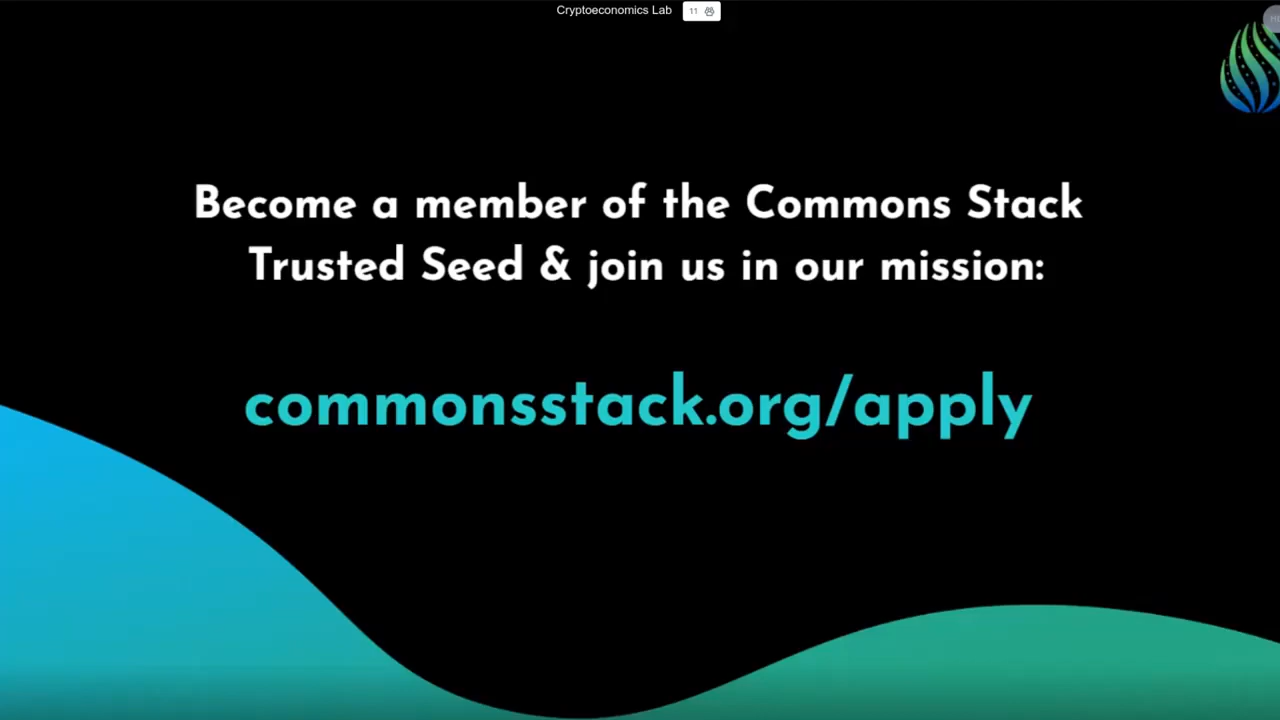 Cryptoeconomics Lab 11
Become a member of the Commons Stack
Trusted Seed & join us in our mission:
commonsstack.org/apply